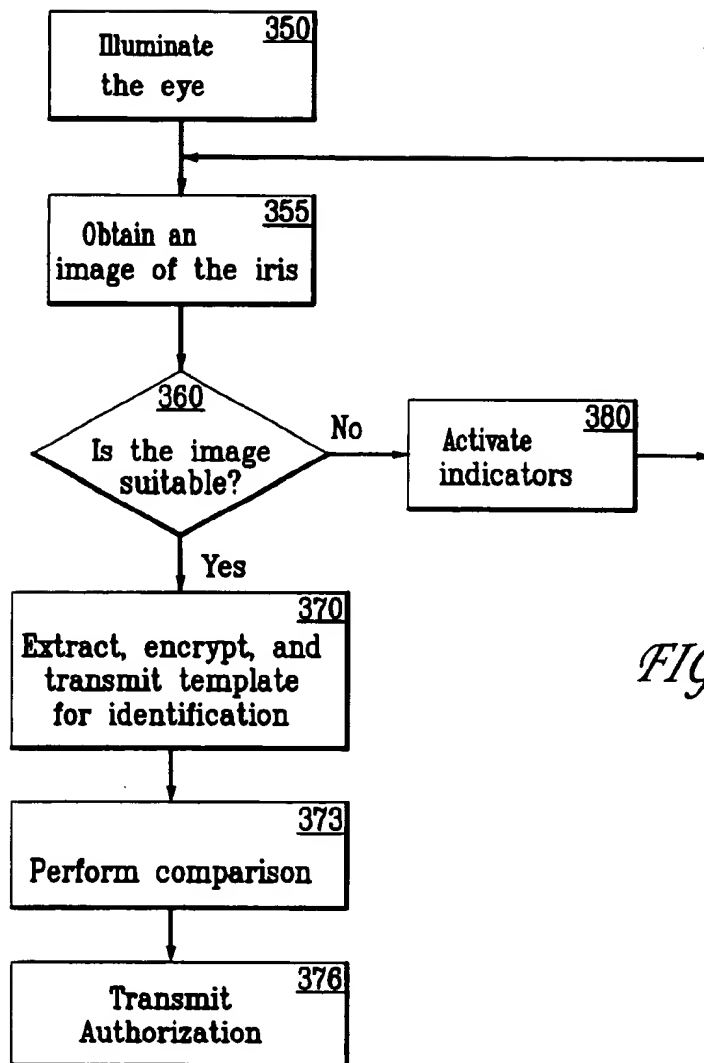 350
Illuminate
the eye
355
Obtain an
image of the iris
360
Is the image
suitable?
No
380
Activate
indicators
Yes
370
Extract, encrypt, and
transmit template
for identification
FIG
373
Perform comparison
376
Transmit
Authorization